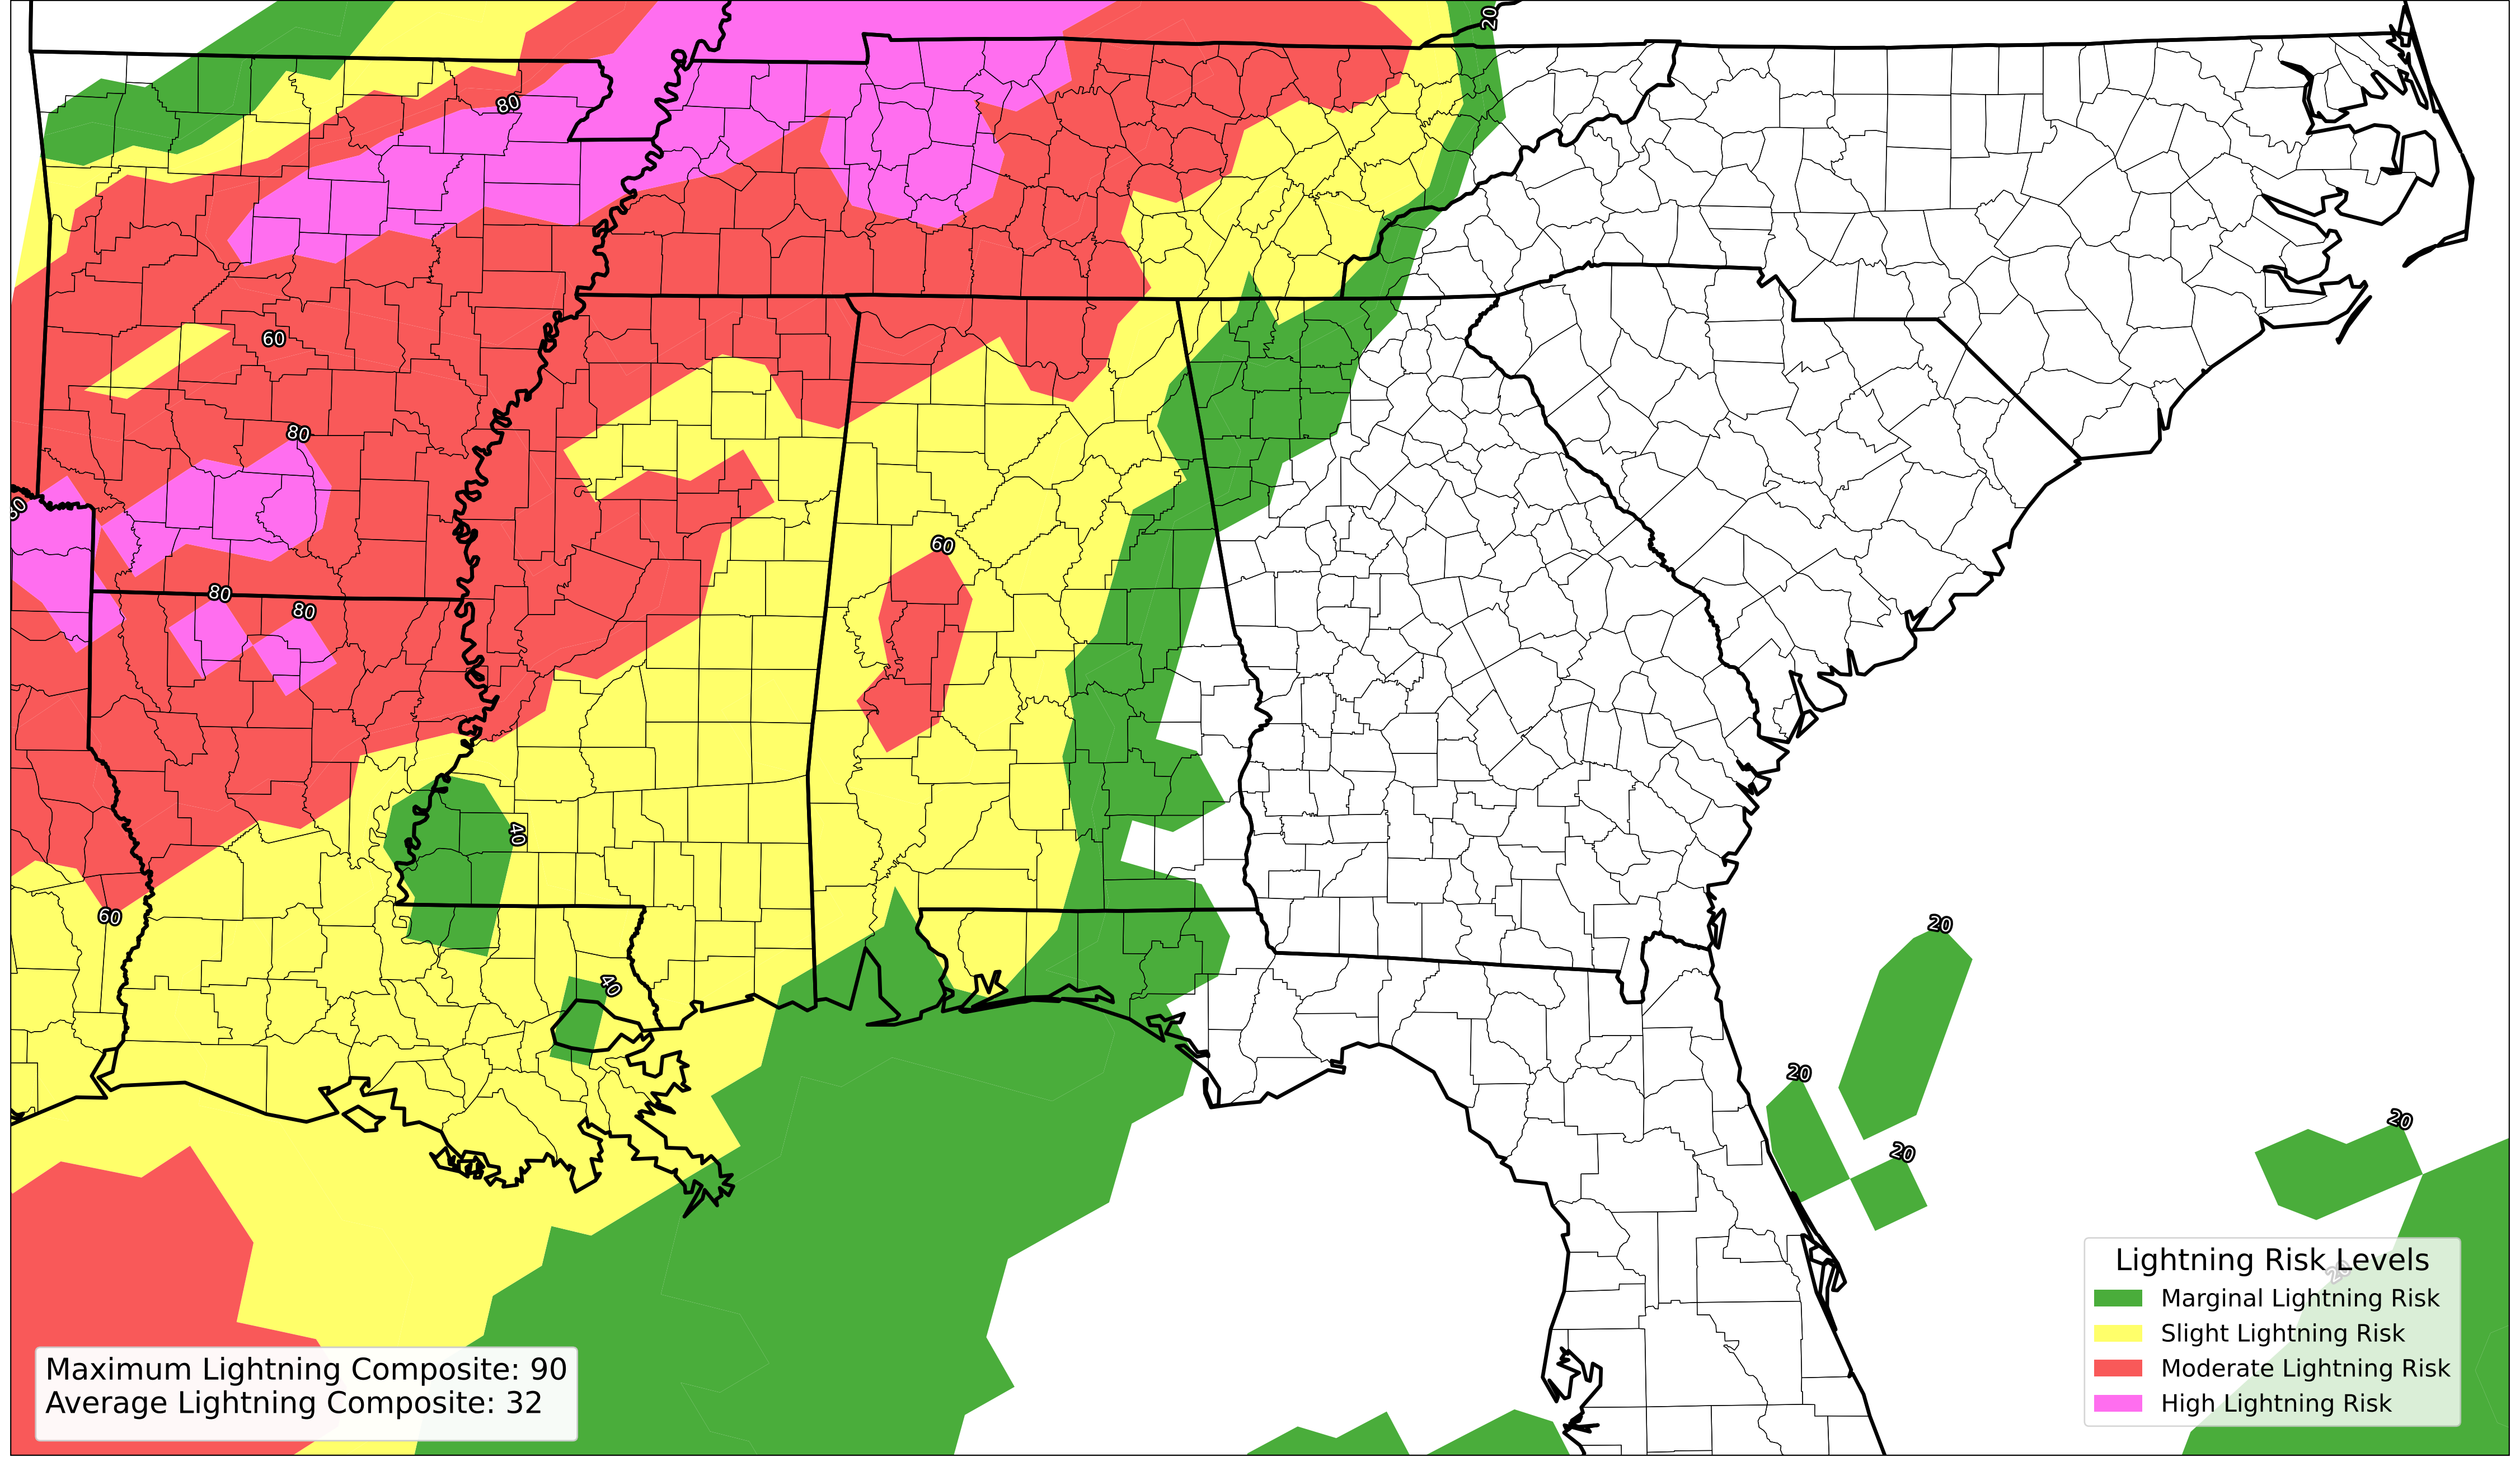 20
80
60
80
60
80
80
40
60
20
40
20
20
20
Lightning Risk Levels
Marginal Lightning Risk
Slight Lightning Risk
Moderate Lightning Risk
High Lightning Risk
Maximum Lightning Composite: 90
Average Lightning Composite: 32